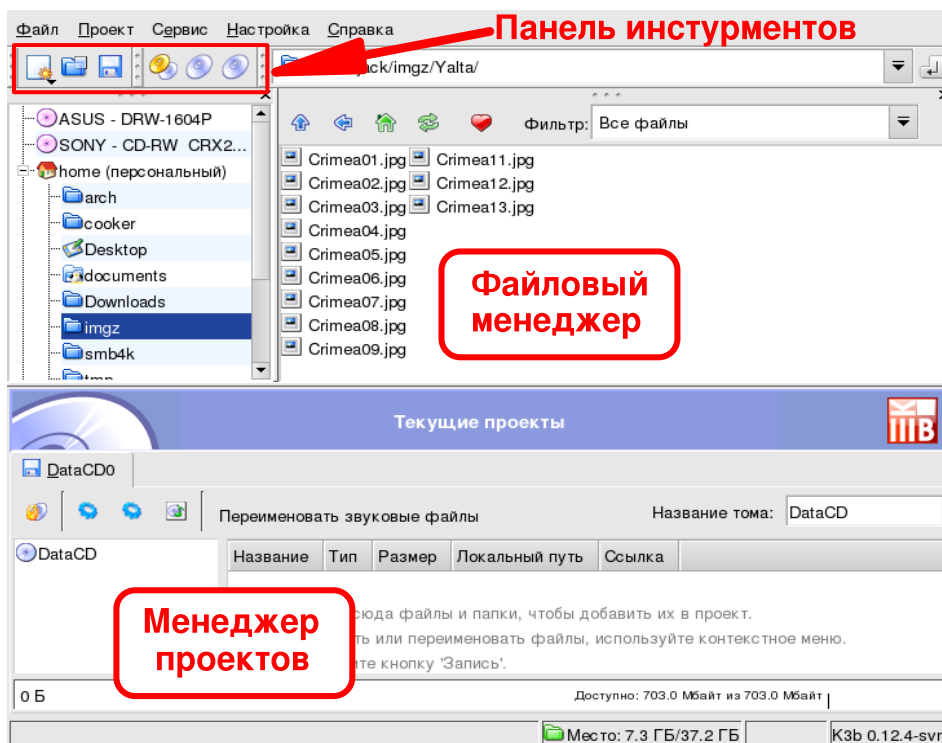 Файл Проект Сервис Настройка Справка
Панель инстурментов
ck/imgz/Yalta/
ASUS - DRW-1604P
SONY - CD-RW CRX2...
home (персональный)
arch
cooker
Desktop
documents
Downloads
imgz
smb4k
tmp
Фильтр: Все файлы
Crimea01.jpg Crimea11.jpg
Crimea02.jpg Crimea12.jpg
Crimea03.jpg Crimea13.jpg
Crimea04.jpg
Crimea05.jpg
Crimea06.jpg
Crimea07.jpg
Crimea08.jpg
Crimea09.jpg
Файловый
менеджер
Текущие проекты
K3B
DataCD0
Переименовать звуковые файлы
Название тома: DataCD
DataCD
Название Тип Размер Локальный путь Ссылка
сюда файлы и папки, чтобы добавить их в проект.
ть или переименовать файлы, используйте контекстное меню.
те кнопку 'Запись'.
Менеджер
проектов
0 Б
Доступно: 703.0 Мбайт из 703.0 Мбайт
Место: 7.3 ГБ/37.2 ГБ
K3b 0.12.4-svn